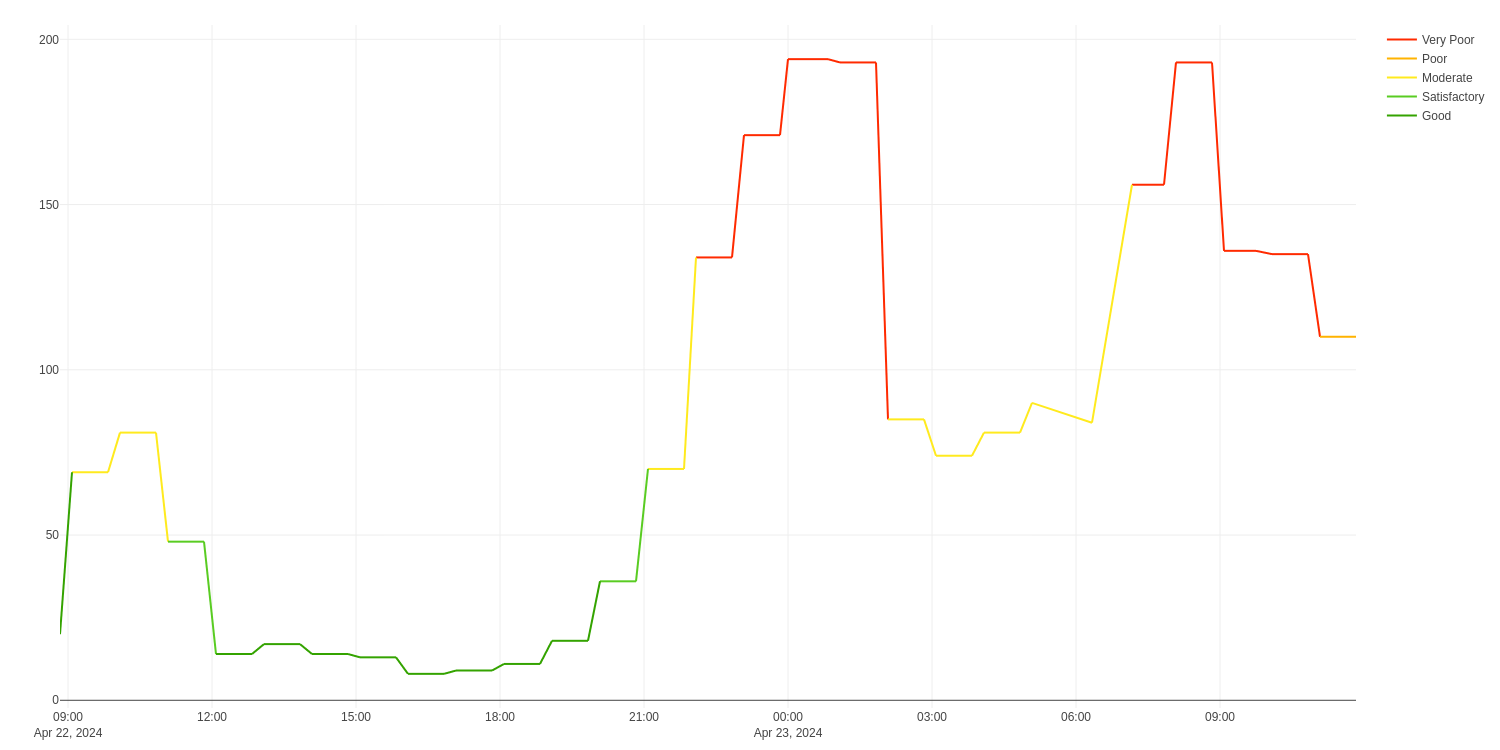 200
150
100
50
0
09:00
Apr 22, 2024
12:00
15:00
18:00
21:00
00:00
Apr 23, 2024
03:00
06:00
09:00
Very Poor
Poor
Moderate
Satisfactory
Good